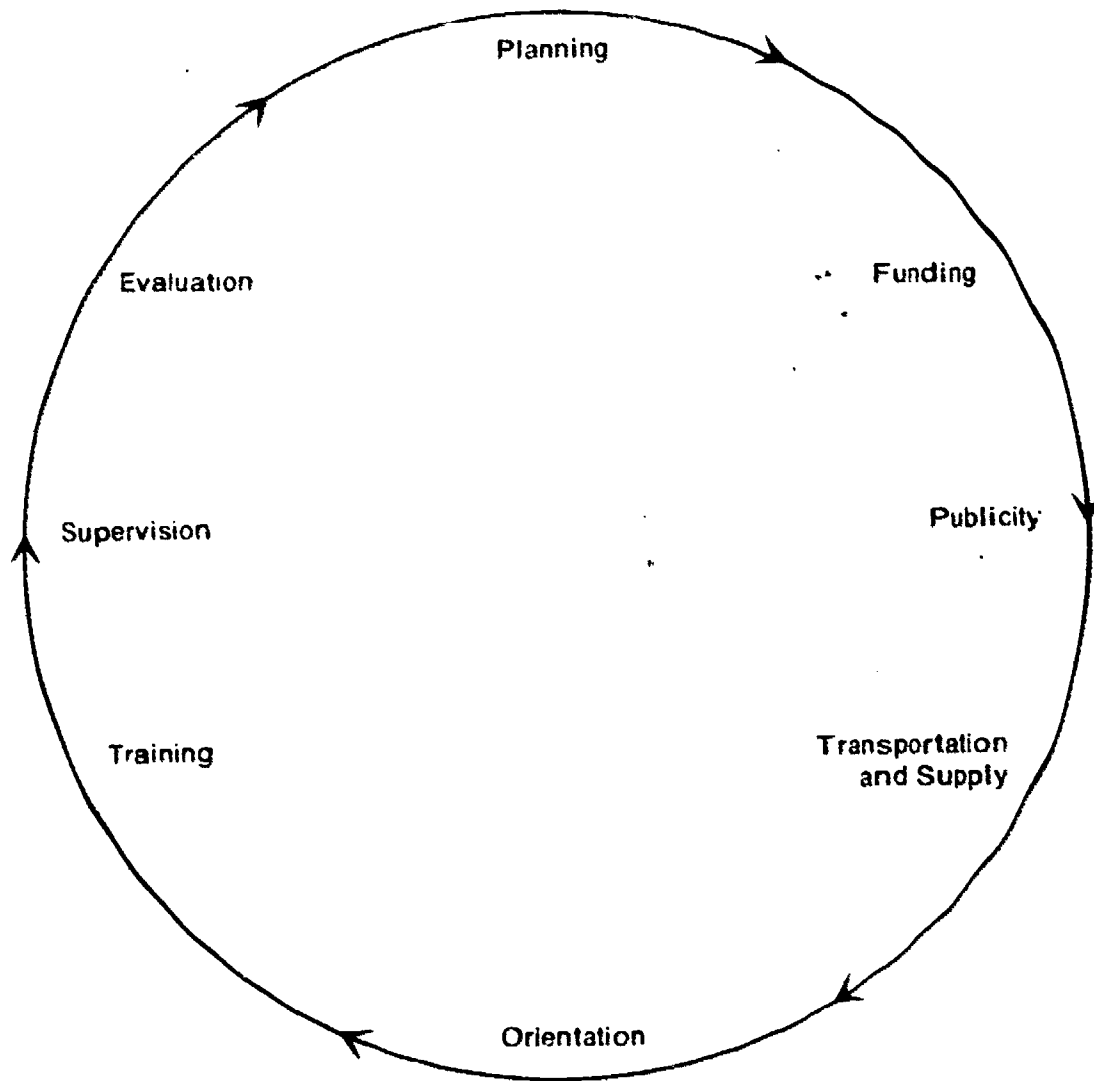 Planning
Funding
Publicity
Transportation
and Supply
Orientation
Training
Supervision
Evaluation